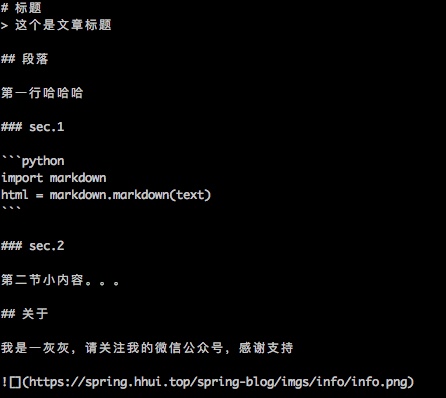 # 标题
> 这个是文章标题
## 段落
第一行哈哈哈
### sec.1
```python
import markdown
html = markdown.markdown(text)
```
### sec.2
第二节小内容。。。
## 关于
我是一灰灰，请关注我的微信公众号，感谢支持
![](https://spring.hhui.top/spring-blog/imgs/info/info.png)